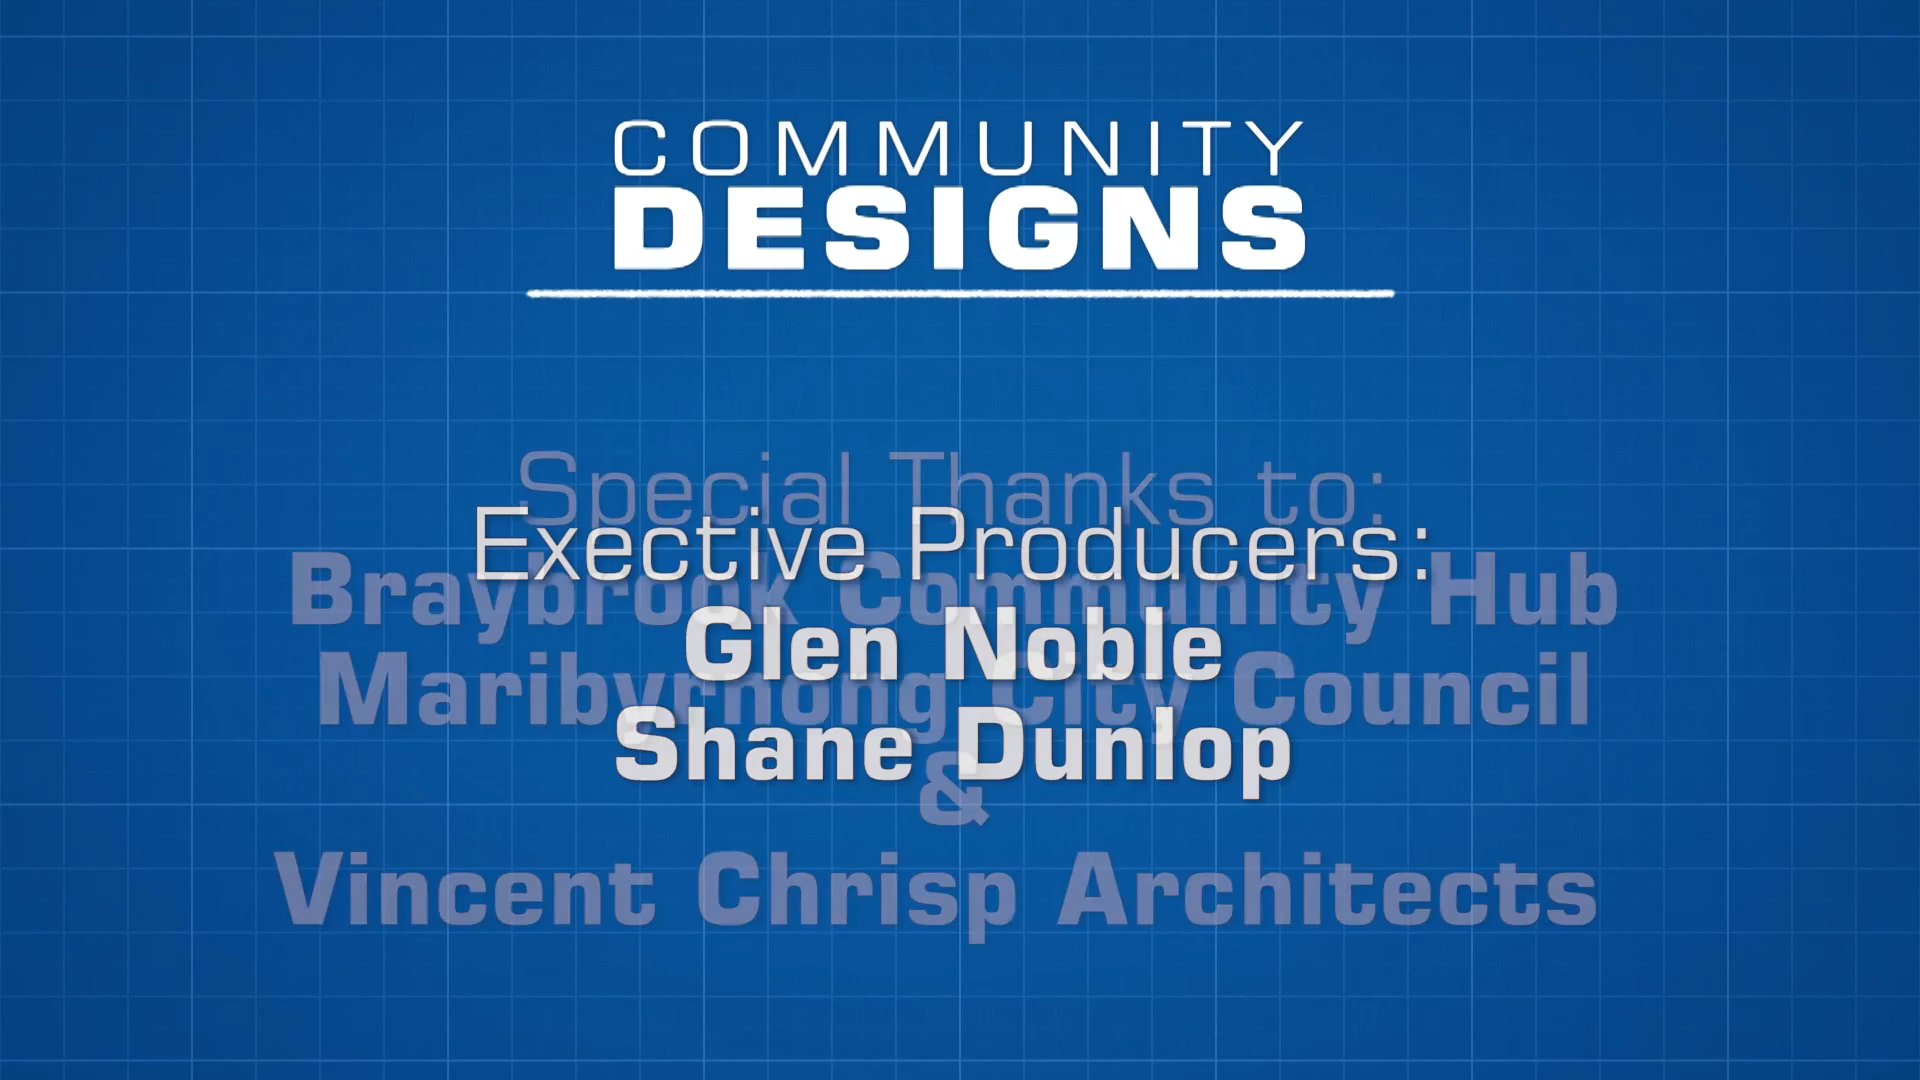 COMMUNITY
DESIGNS
Special Thanks to:
Exective Producers:
Braybrook Community Hub
Glen Noble
Maribyrnong City Council
Shane Dunlop
&
Vincent Chrisp Architects